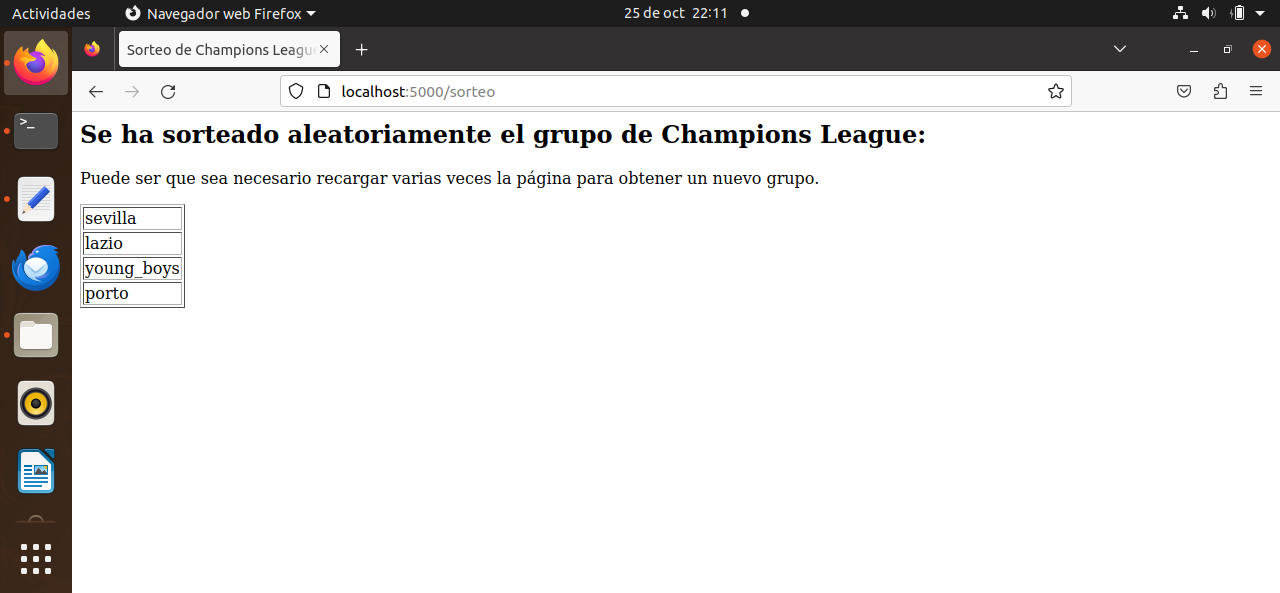 Actividades
Navegador web Firefox
25 de oct 22:11
Sorteo de Champions Leagu
localhost:5000/sorteo
Se ha sorteado aleatoriamente el grupo de Champions League:
Puede ser que sea necesario recargar varias veces la página para obtener un nuevo grupo.
sevilla
lazio
young_boys
porto